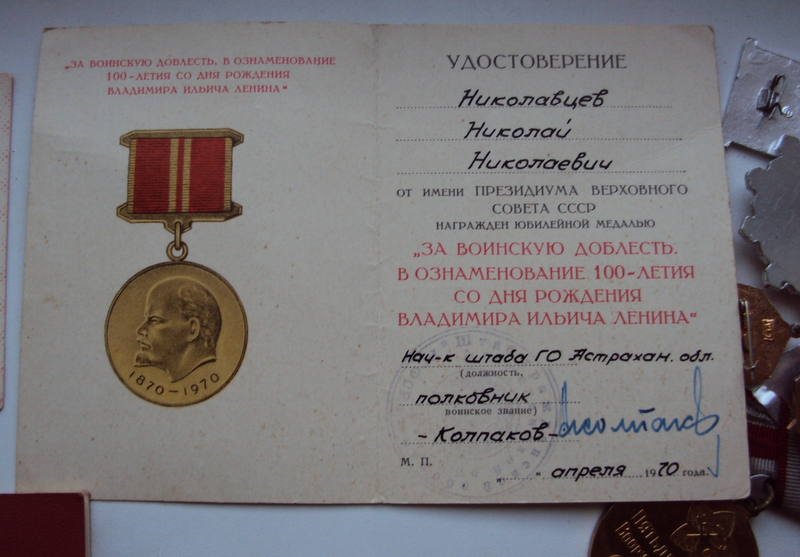 „ЗА ВОИНСКУЮ ДОБЛЕСТЬ. В ОЗНАМЕНОВАНИЕ
100-ЛЕТИЯ СО ДНЯ РОЖДЕНИЯ
ВЛАДИМИРА ИЛЬИЧА ЛЕНИНА“
1870-1970
УДОСТОВЕРЕНИЕ
Николавцев
Николай
Николаевич
ОТ ИМЕНИ ПРЕЗИДИУМА ВЕРХОВНОГО
СОВЕТА СССР
НАГРАЖДЕН ЮБИЛЕЙНОЙ МЕДАЛЬЮ
„ЗА ВОИНСКУЮ ДОБЛЕСТЬ.
В ОЗНАМЕНОВАНИЕ 100-ЛЕТИЯ
СО ДНЯ РОЖДЕНИЯ
ВЛАДИМИРА ИЛЬИЧА ЛЕНИНА“
Нач-к штаба ГО Астрахан. обл.
(должность,
полковник
воинское звание)
- Колпаков -
М. П.
„ “ апреля 1970 года.